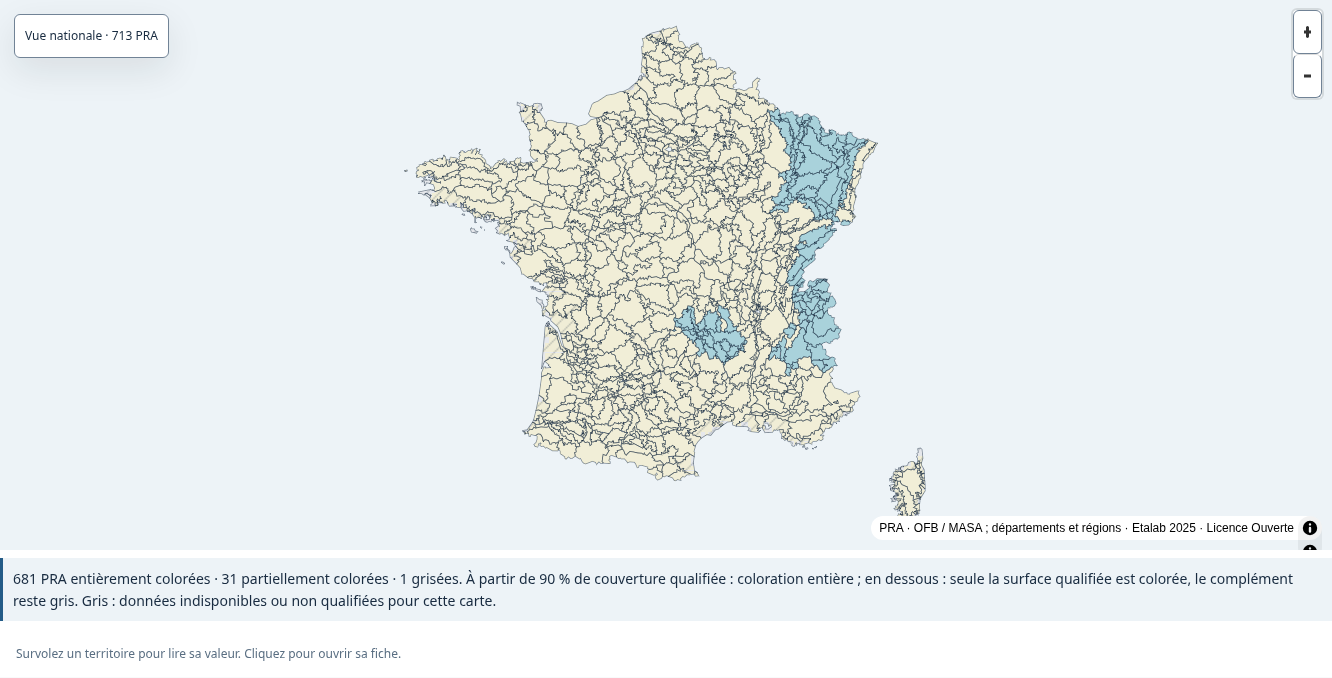 Vue nationale · 713 PRA
+
-
PRA · OFB / MASA ; départements et régions · Etalab 2025 · Licence Ouverte
681 PRA entièrement colorées · 31 partiellement colorées · 1 grisées. À partir de 90 % de couverture qualifiée : coloration entière ; en dessous : seule la surface qualifiée est colorée, le complément
reste gris. Gris : données indisponibles ou non qualifiées pour cette carte.
Survolez un territoire pour lire sa valeur. Cliquez pour ouvrir sa fiche.